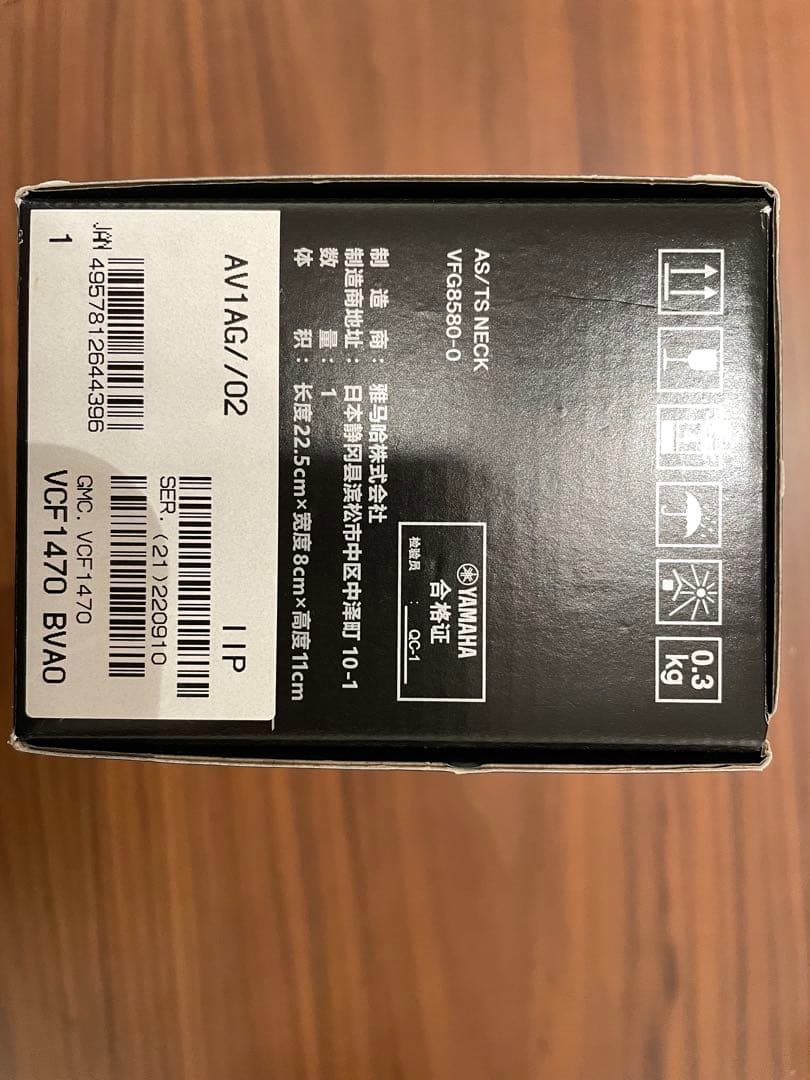 0.3
kg
AS/TS NECK
VFG8580-0
YAMAHA
合格证
检验员 : QC-1
制造商: 雅马哈株式会社
制造商地址: 日本静冈县滨松市中区中泽町 10-1
数量: 1
体积: 长度22.5cm×宽度8cm×高度11cm
AV1AG//02 IIP
SER. (21)220910
JAN 4957812644396
GMC. VCF1470
1 VCF1470 BVA0